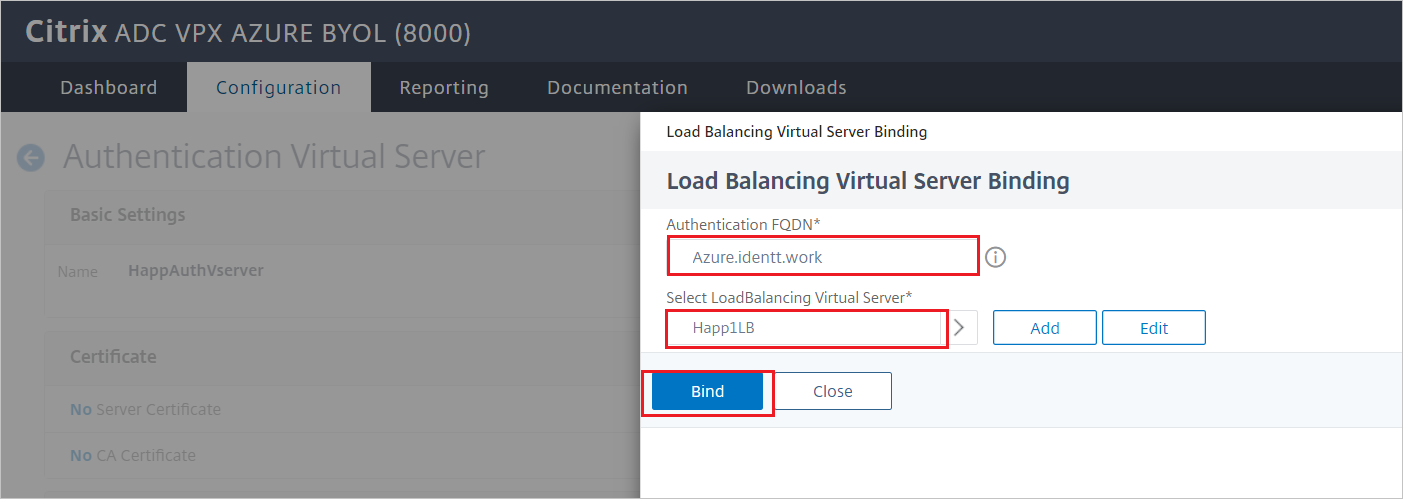 Citrix ADC VPX AZURE BYOL (8000)
Dashboard Configuration Reporting Documentation Downloads
Authentication Virtual Server
Basic Settings
Name HappAuthVserver
Certificate
No Server Certificate
No CA Certificate
Load Balancing Virtual Server Binding
Load Balancing Virtual Server Binding
Authentication FQDN*
Azure.identt.work
Select LoadBalancing Virtual Server*
Happ1LB
Add Edit
Bind Close